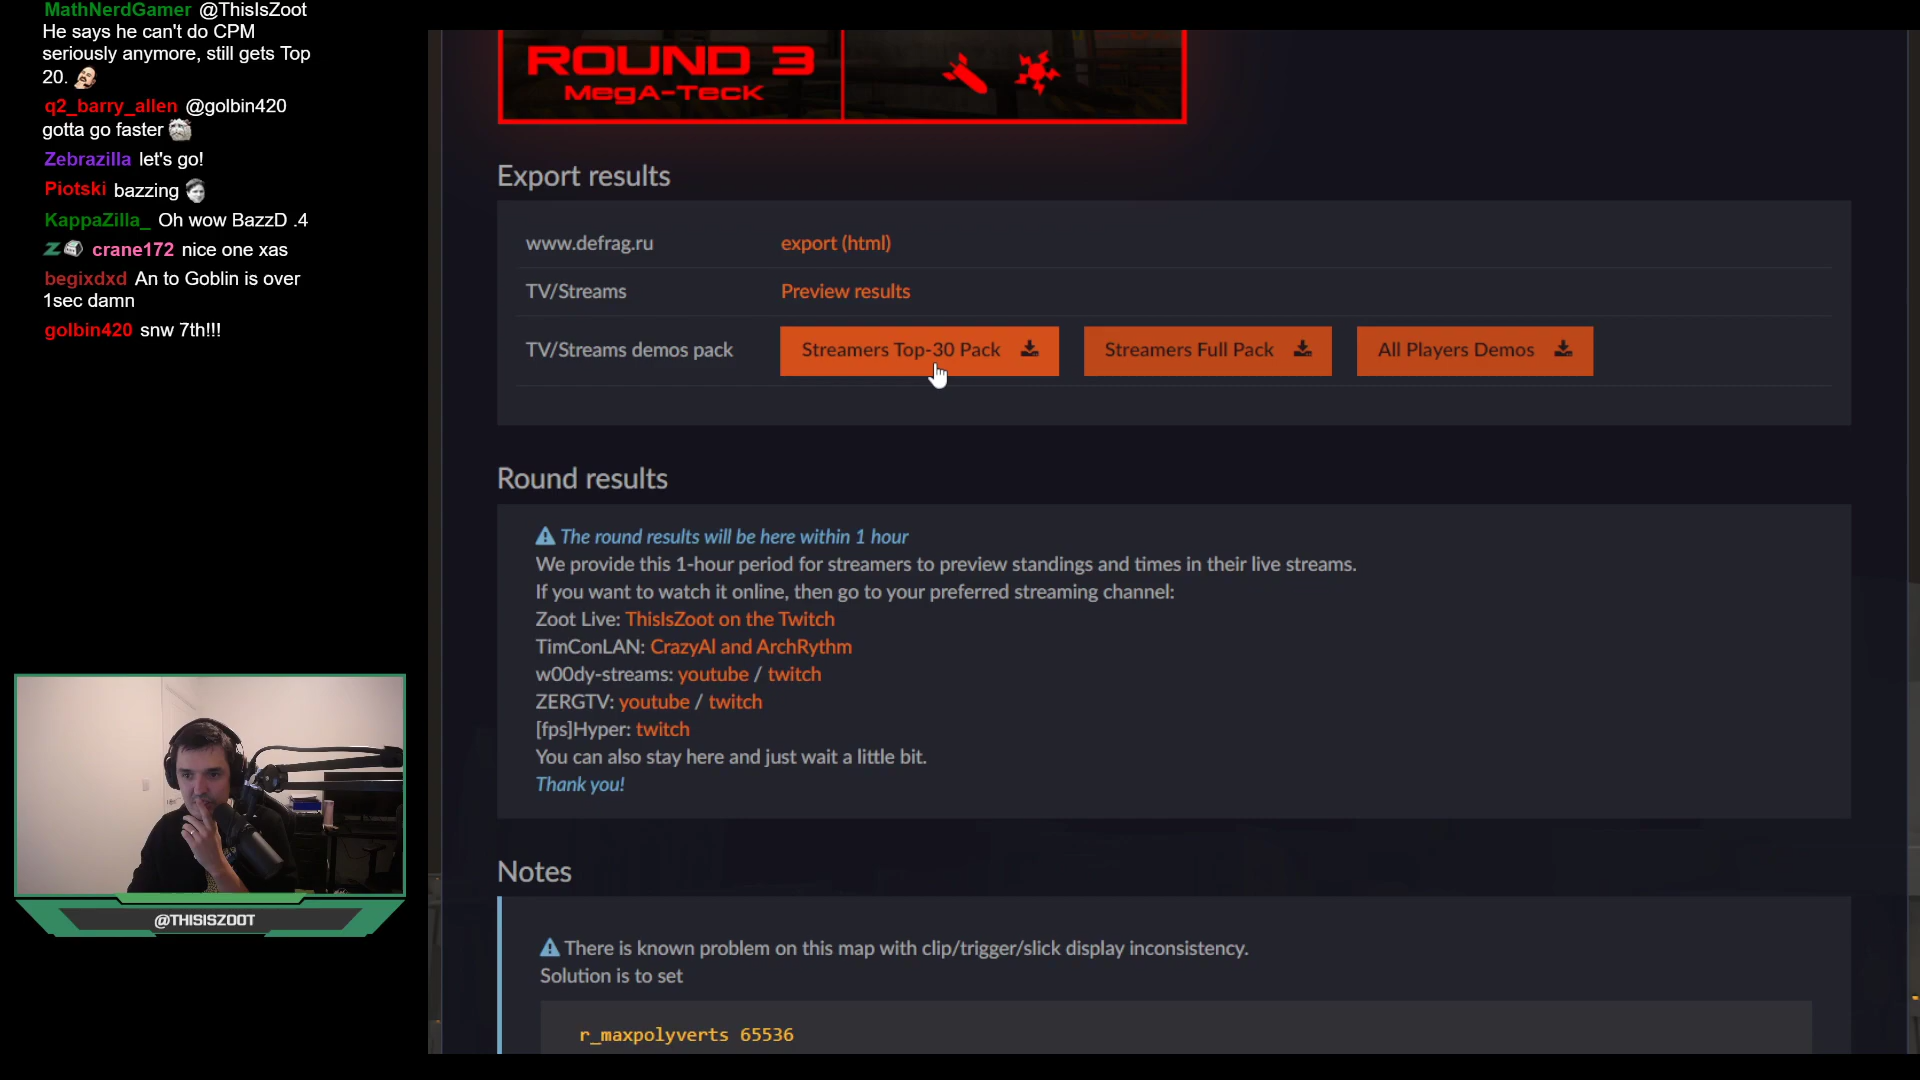 MathNerdGamer @ThisIsZoot
He says he can't do CPM
seriously anymore, still gets Top
20.
q2_barry_allen @golbin420
gotta go faster
Zebrazilla let's go!
Piotski bazzing
KappaZilla_ Oh wow BazzD .4
crane172 nice one xas
begixdxd An to Goblin is over
1sec damn
golbin420 snw 7th!!!
@THISISZOOT
ROUND 3
MegA-Teck
Export results
www.defrag.ru export (html)
TV/Streams Preview results
TV/Streams demos pack Streamers Top-30 Pack Streamers Full Pack All Players Demos
Round results
The round results will be here within 1 hour
We provide this 1-hour period for streamers to preview standings and times in their live streams.
If you want to watch it online, then go to your preferred streaming channel:
Zoot Live: ThisIsZoot on the Twitch
TimConLAN: CrazyAl and ArchRythm
w00dy-streams: youtube / twitch
ZERGTV: youtube / twitch
[fps]Hyper: twitch
You can also stay here and just wait a little bit.
Thank you!
Notes
There is known problem on this map with clip/trigger/slick display inconsistency.
Solution is to set
r_maxpolyverts 65536